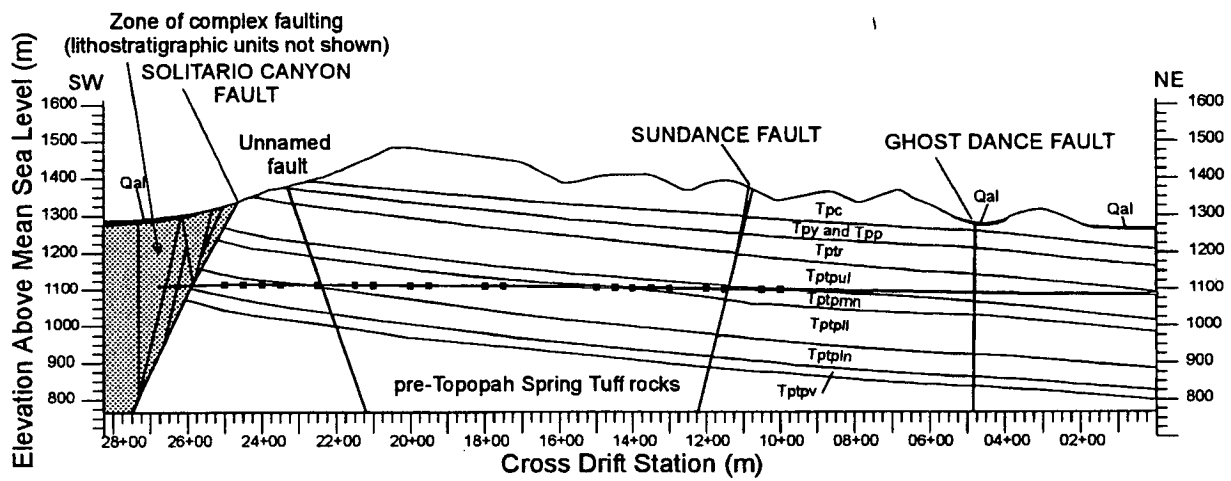 Zone of complex faulting
(lithostratigraphic units not shown)
SW
SOLITARIO CANYON
FAULT
NE
Unnamed
fault
SUNDANCE FAULT
GHOST DANCE FAULT
Elevation Above Mean Sea Level (m)
1600
1500
1400
1300
1200
1100
1000
900
800
1600
1500
1400
1300
1200
1100
1000
900
800
Qal
Qal
Qal
Tpc
Tpy and Tpp
Tptr
Tptpul
Tptpmn
Tptpll
Tptpln
Tptpv
pre-Topopah Spring Tuff rocks
28+00 26+00 24+00 22+00 20+00 18+00 16+00 14+00 12+00 10+00 08+00 06+00 04+00 02+00
Cross Drift Station (m)